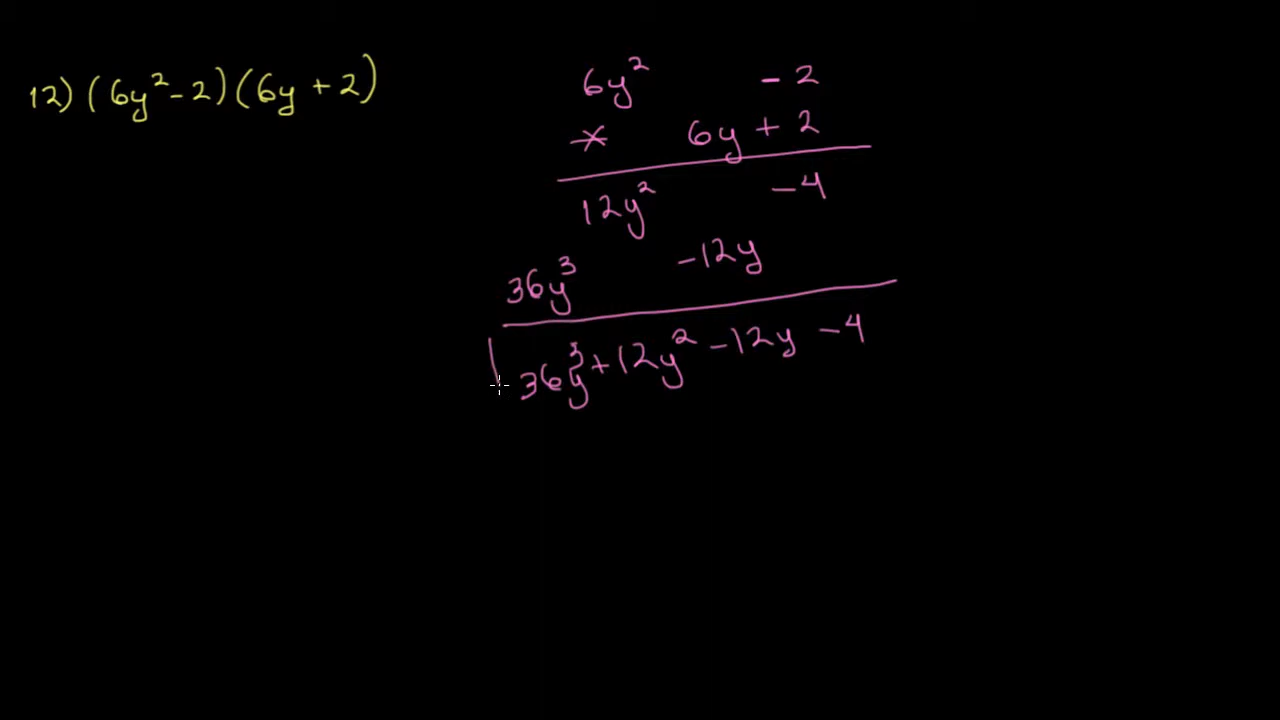 12) (6y² - 2)(6y + 2)
6y² - 2
× 6y + 2
12y² - 4
36y³ - 12y
36y³ + 12y² - 12y - 4